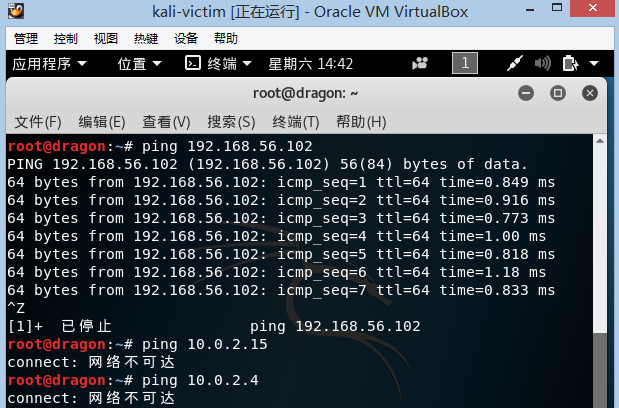 kali-victim [正在运行] - Oracle VM VirtualBox
管理 控制 视图 热键 设备 帮助
应用程序 位置 终端 星期六 14:42 1
root@dragon: ~
文件(F) 编辑(E) 查看(V) 搜索(S) 终端(T) 帮助(H)
root@dragon:~# ping 192.168.56.102
PING 192.168.56.102 (192.168.56.102) 56(84) bytes of data.
64 bytes from 192.168.56.102: icmp_seq=1 ttl=64 time=0.849 ms
64 bytes from 192.168.56.102: icmp_seq=2 ttl=64 time=0.916 ms
64 bytes from 192.168.56.102: icmp_seq=3 ttl=64 time=0.773 ms
64 bytes from 192.168.56.102: icmp_seq=4 ttl=64 time=1.00 ms
64 bytes from 192.168.56.102: icmp_seq=5 ttl=64 time=0.818 ms
64 bytes from 192.168.56.102: icmp_seq=6 ttl=64 time=1.18 ms
64 bytes from 192.168.56.102: icmp_seq=7 ttl=64 time=0.833 ms
^Z
[1]+ 已停止 ping 192.168.56.102
root@dragon:~# ping 10.0.2.15
connect: 网络不可达
root@dragon:~# ping 10.0.2.4
connect: 网络不可达